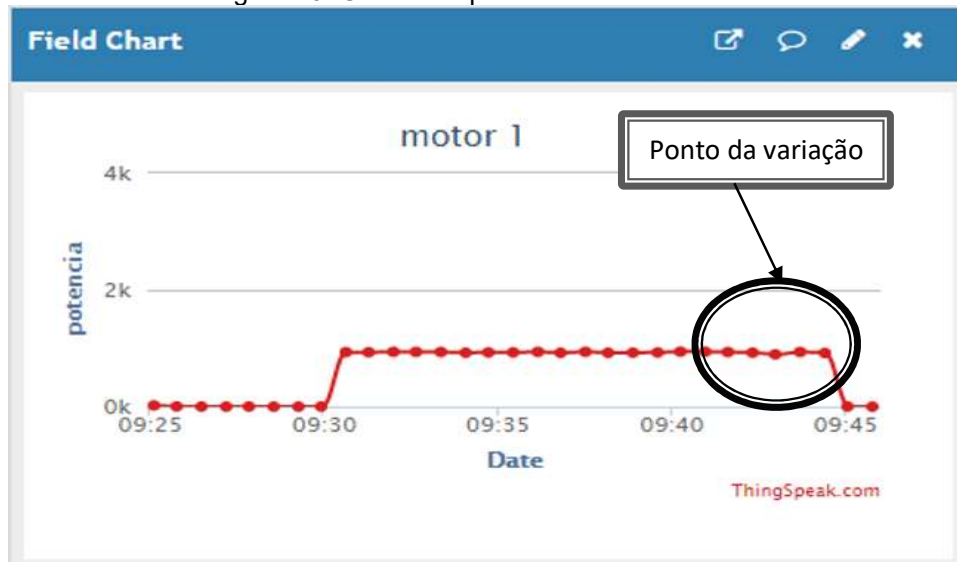 Field Chart
motor 1
Ponto da variação
4k
2k
0k
potencia
09:25 09:30 09:35 09:40 09:45
Date
ThingSpeak.com